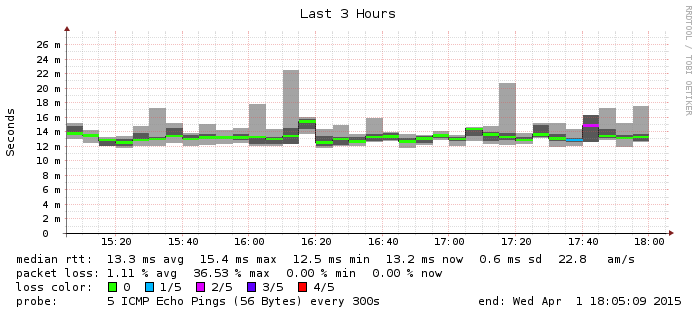 Last 3 Hours
RRDTOOL / TOBI OETIKER
Seconds
26 m
24 m
22 m
20 m
18 m
16 m
14 m
12 m
10 m
8 m
6 m
4 m
2 m
0
15:20 15:40 16:00 16:20 16:40 17:00 17:20 17:40 18:00
median rtt: 13.3 ms avg 15.4 ms max 12.5 ms min 13.2 ms now 0.6 ms sd 22.8 am/s
packet loss: 1.11 % avg 36.53 % max 0.00 % min 0.00 % now
loss color: 0 1/5 2/5 3/5 4/5
probe: 5 ICMP Echo Pings (56 Bytes) every 300s end: Wed Apr 1 18:05:09 2015